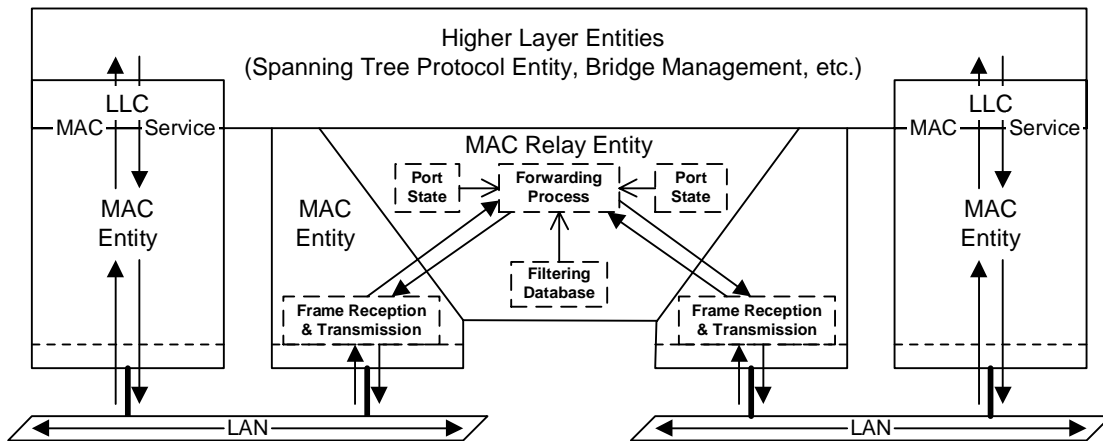 Higher Layer Entities
(Spanning Tree Protocol Entity, Bridge Management, etc.)
LLC
MAC Service
MAC
Entity
MAC
Entity
MAC Relay Entity
Port
State
Forwarding
Process
Port
State
Filtering
Database
Frame Reception
& Transmission
Frame Reception
& Transmission
LLC
MAC Service
MAC
Entity
LAN
LAN